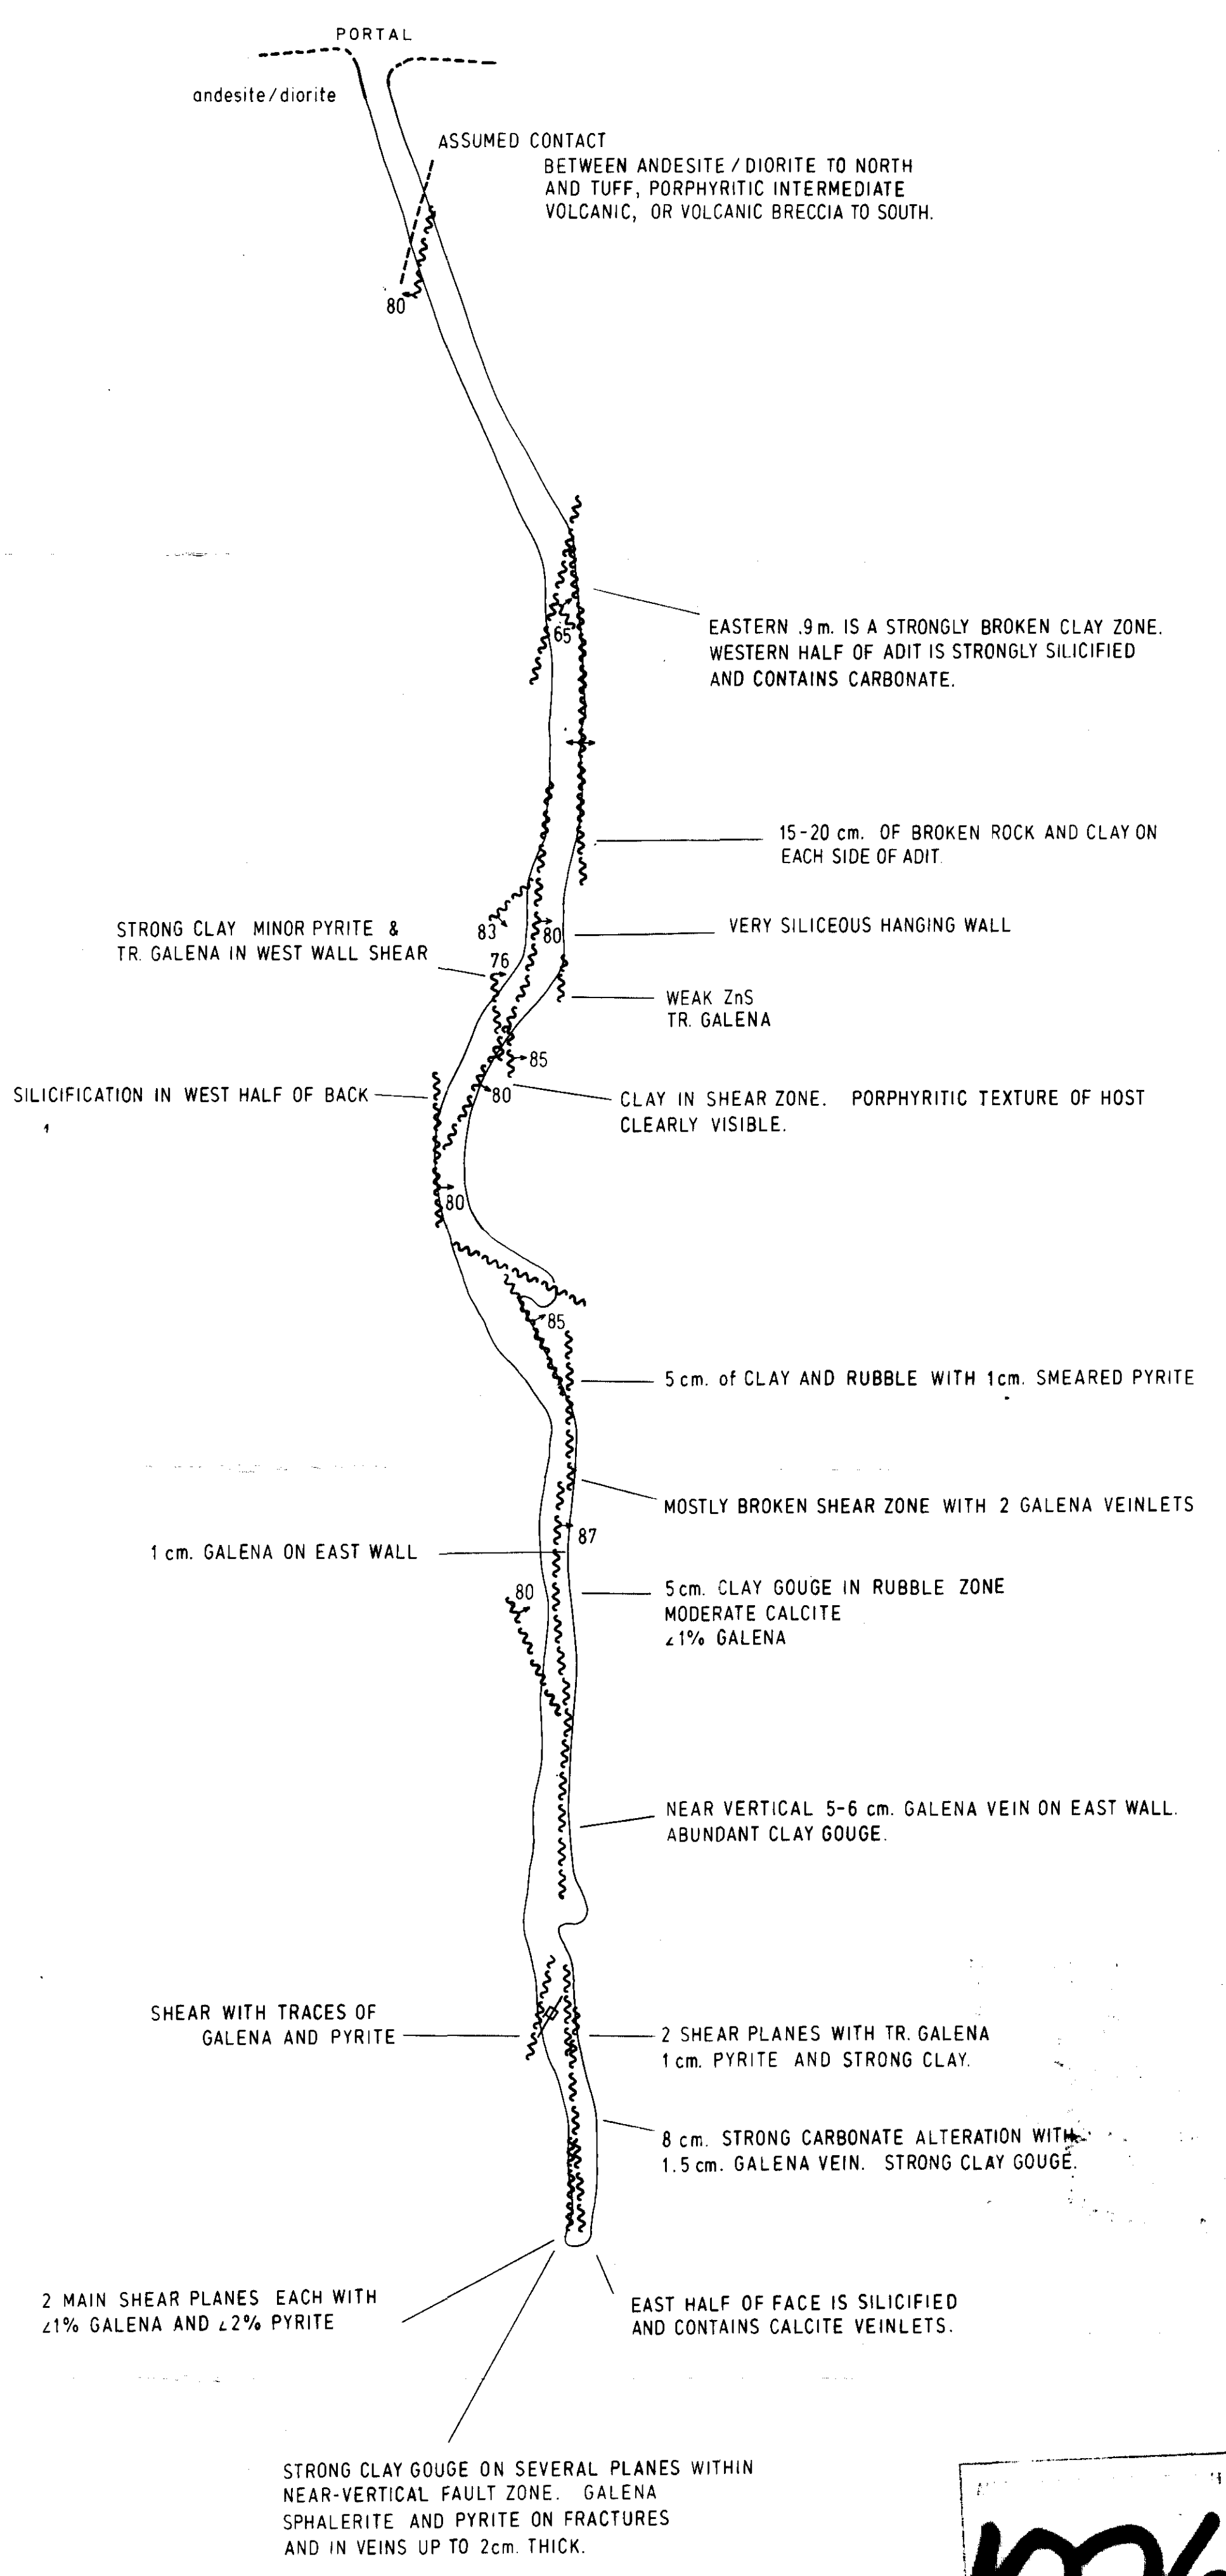 PORTAL
andesite/diorite
ASSUMED CONTACT
BETWEEN ANDESITE / DIORITE TO NORTH
AND TUFF, PORPHYRITIC INTERMEDIATE
VOLCANIC, OR VOLCANIC BRECCIA TO SOUTH.
80
EASTERN .9m. IS A STRONGLY BROKEN CLAY ZONE.
WESTERN HALF OF ADIT IS STRONGLY SILICIFIED
AND CONTAINS CARBONATE.
65
15-20 cm. OF BROKEN ROCK AND CLAY ON
EACH SIDE OF ADIT.
STRONG CLAY MINOR PYRITE &
TR. GALENA IN WEST WALL SHEAR
83
80
VERY SILICEOUS HANGING WALL
76
WEAK ZnS
TR. GALENA
85
SILICIFICATION IN WEST HALF OF BACK
80
CLAY IN SHEAR ZONE. PORPHYRITIC TEXTURE OF HOST
CLEARLY VISIBLE.
80
85
5 cm. of CLAY AND RUBBLE WITH 1cm. SMEARED PYRITE
MOSTLY BROKEN SHEAR ZONE WITH 2 GALENA VEINLETS
87
1 cm. GALENA ON EAST WALL
80
5 cm. CLAY GOUGE IN RUBBLE ZONE
MODERATE CALCITE
∠1% GALENA
NEAR VERTICAL 5-6 cm. GALENA VEIN ON EAST WALL.
ABUNDANT CLAY GOUGE.
SHEAR WITH TRACES OF
GALENA AND PYRITE
2 SHEAR PLANES WITH TR. GALENA
1 cm. PYRITE AND STRONG CLAY.
8 cm. STRONG CARBONATE ALTERATION WITH
1.5 cm. GALENA VEIN. STRONG CLAY GOUGE.
2 MAIN SHEAR PLANES EACH WITH
∠1% GALENA AND ∠2% PYRITE
EAST HALF OF FACE IS SILICIFIED
AND CONTAINS CALCITE VEINLETS.
STRONG CLAY GOUGE ON SEVERAL PLANES WITHIN
NEAR-VERTICAL FAULT ZONE. GALENA
SPHALERITE AND PYRITE ON FRACTURES
AND IN VEINS UP TO 2cm. THICK.